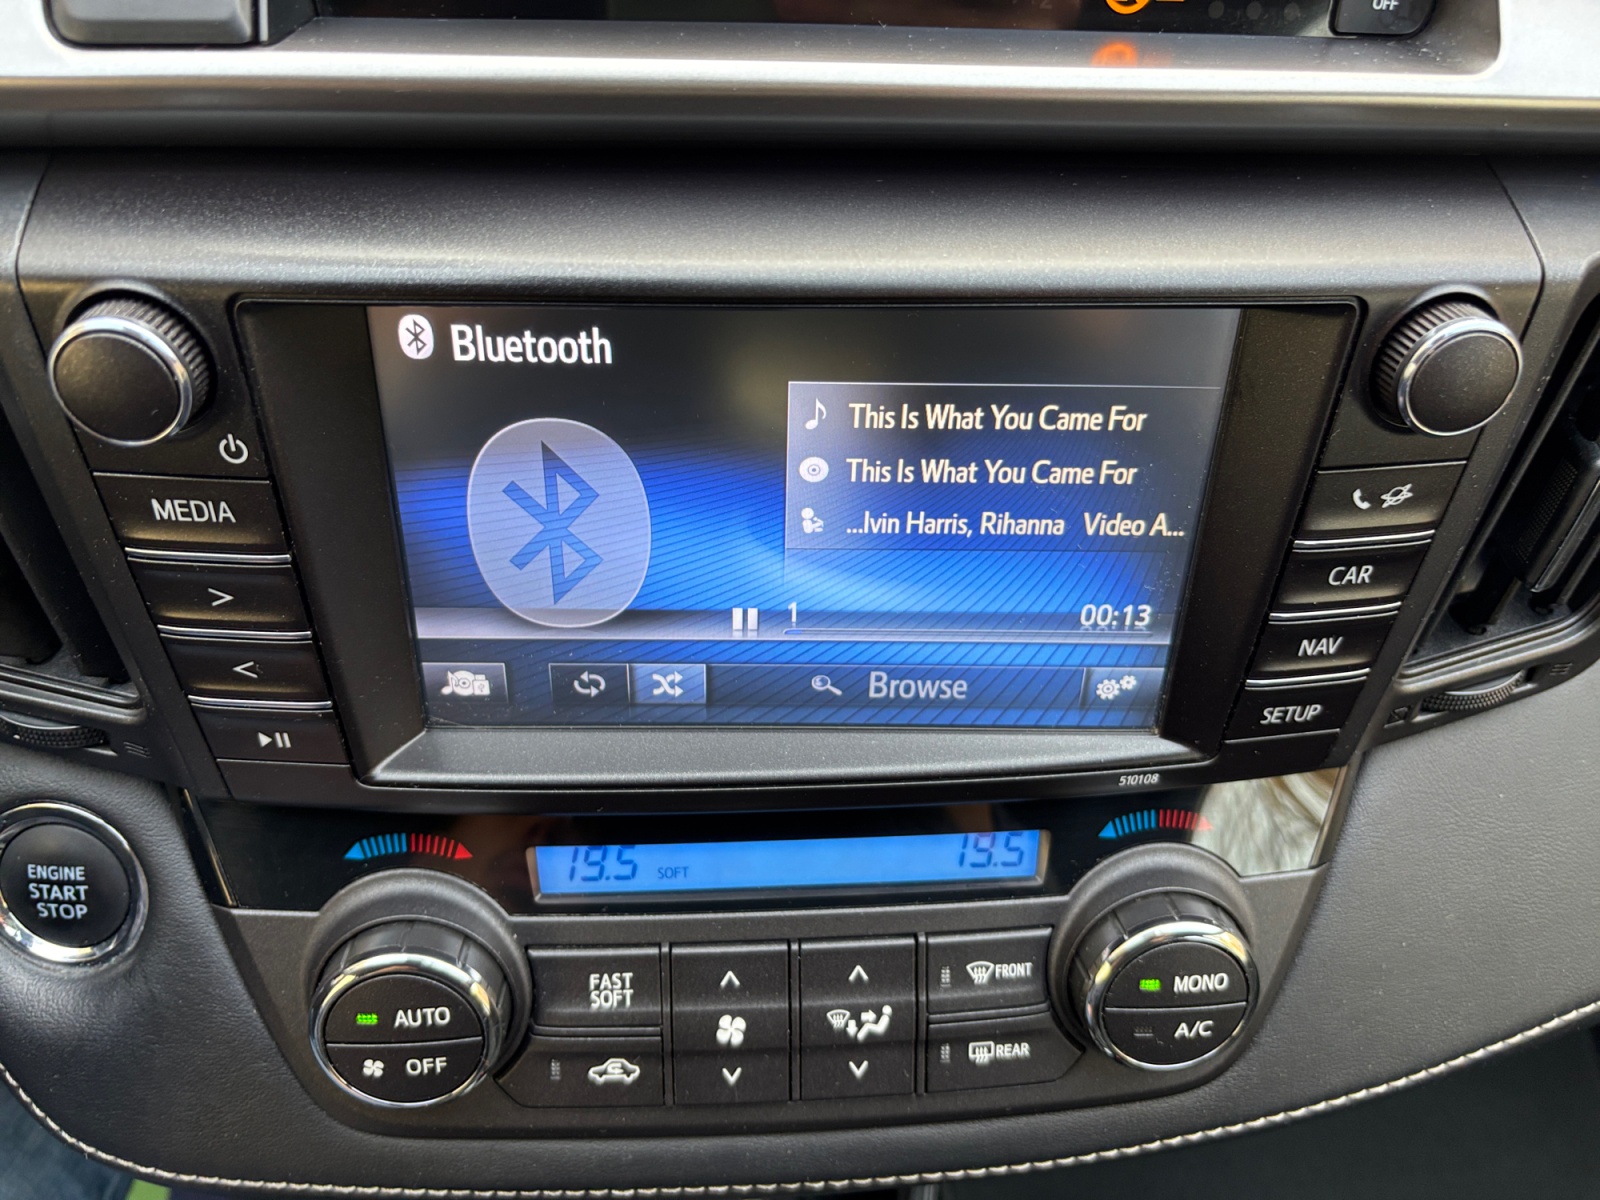 OFF
Bluetooth
This Is What You Came For
This Is What You Came For
...lvin Harris, Rihanna Video A...
1 00:13
Browse
MEDIA
>
<
CAR
NAV
SETUP
510108
19.5 SOFT 19.5
ENGINE
START
STOP
AUTO
OFF
FAST
SOFT
FRONT
REAR
MONO
A/C